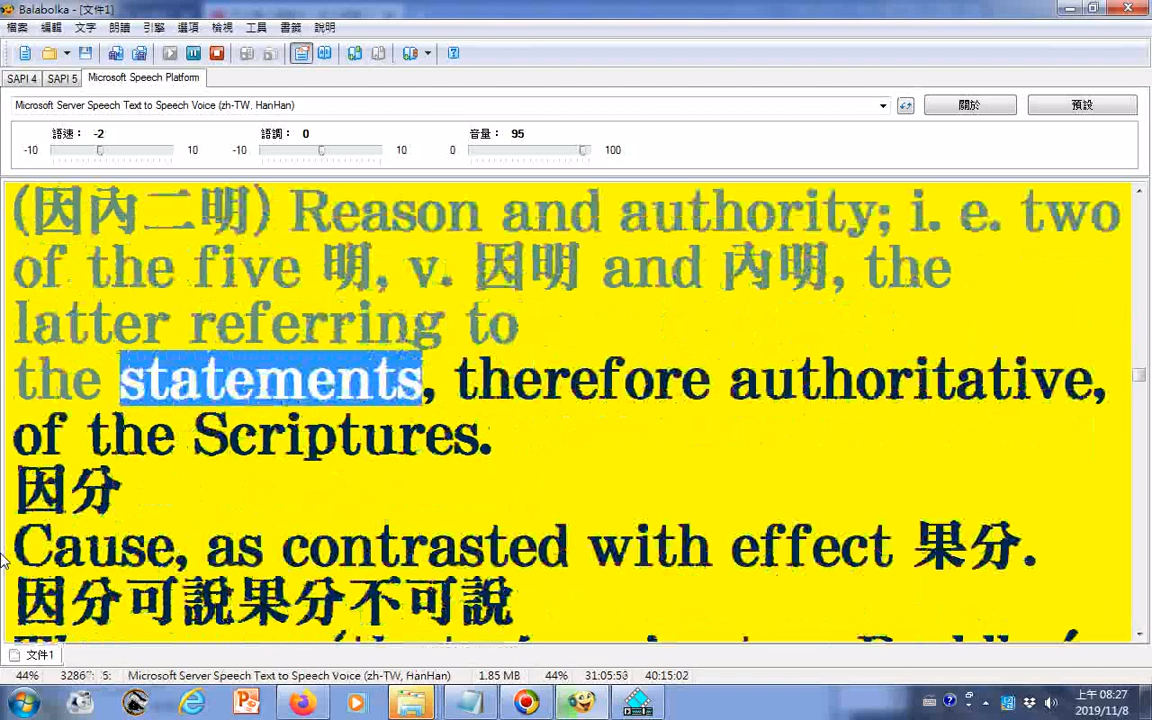 Balabolka - [文件1]
檔案 編輯 文字 朗讀 引擎 選項 檢視 工具 書籤 說明
SAPI 4 SAPI 5 Microsoft Speech Platform
Microsoft Server Speech Text to Speech Voice (zh-TW, HanHan)
關於 預設
語速: -2 語調: 0 音量: 95
-10 10 -10 10 0 100
(因內二明) Reason and authority; i. e. two
of the five 明, v. 因明 and 內明, the
latter referring to
the statements, therefore authoritative,
of the Scriptures.
因分
Cause, as contrasted with effect 果分.
因分可說果分不可說
文件1
44% Microsoft Server Speech Text to Speech Voice (zh-TW, HanHan) 1.85 MB 44% 31:05:53 40:15:02
上午 08:27
2019/11/8